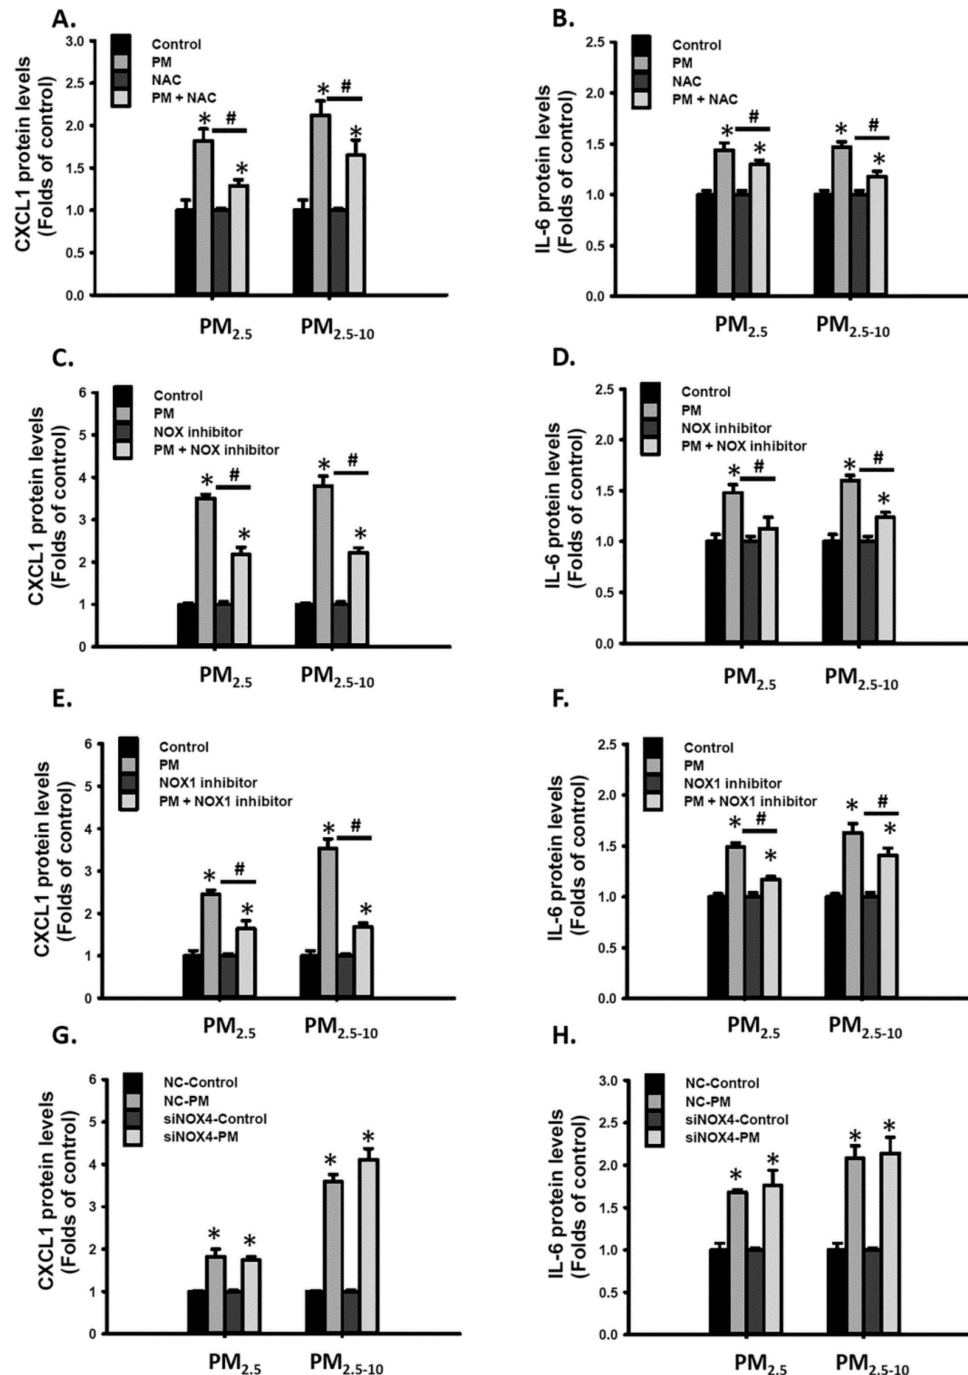 A.
CXCL1 protein levels
(Folds of control)
3.0
2.5
2.0
1.5
1.0
0.5
0.0
Control
PM
NAC
PM + NAC
* # *
* # *
PM2.5
PM2.5-10
B.
IL-6 protein levels
(Folds of control)
2.5
2.0
1.5
1.0
0.5
0.0
Control
PM
NAC
PM + NAC
* # *
* # *
PM2.5
PM2.5-10
C.
CXCL1 protein levels
(Folds of control)
6
5
4
3
2
1
0
Control
PM
NOX inhibitor
PM + NOX inhibitor
* # *
* # *
PM2.5
PM2.5-10
D.
IL-6 protein levels
(Folds of control)
2.5
2.0
1.5
1.0
0.5
0.0
Control
PM
NOX inhibitor
PM + NOX inhibitor
* #
* # *
PM2.5
PM2.5-10
E.
CXCL1 protein levels
(Folds of control)
6
5
4
3
2
1
0
Control
PM
NOX1 inhibitor
PM + NOX1 inhibitor
* # *
* # *
PM2.5
PM2.5-10
F.
IL-6 protein levels
(Folds of control)
2.5
2.0
1.5
1.0
0.5
0.0
Control
PM
NOX1 inhibitor
PM + NOX1 inhibitor
* # *
* # *
PM2.5
PM2.5-10
G.
CXCL1 protein levels
(Folds of control)
6
5
4
3
2
1
0
NC-Control
NC-PM
siNOX4-Control
siNOX4-PM
* *
* *
PM2.5
PM2.5-10
H.
IL-6 protein levels
(Folds of control)
3.0
2.5
2.0
1.5
1.0
0.5
0.0
NC-Control
NC-PM
siNOX4-Control
siNOX4-PM
* *
* *
PM2.5
PM2.5-10